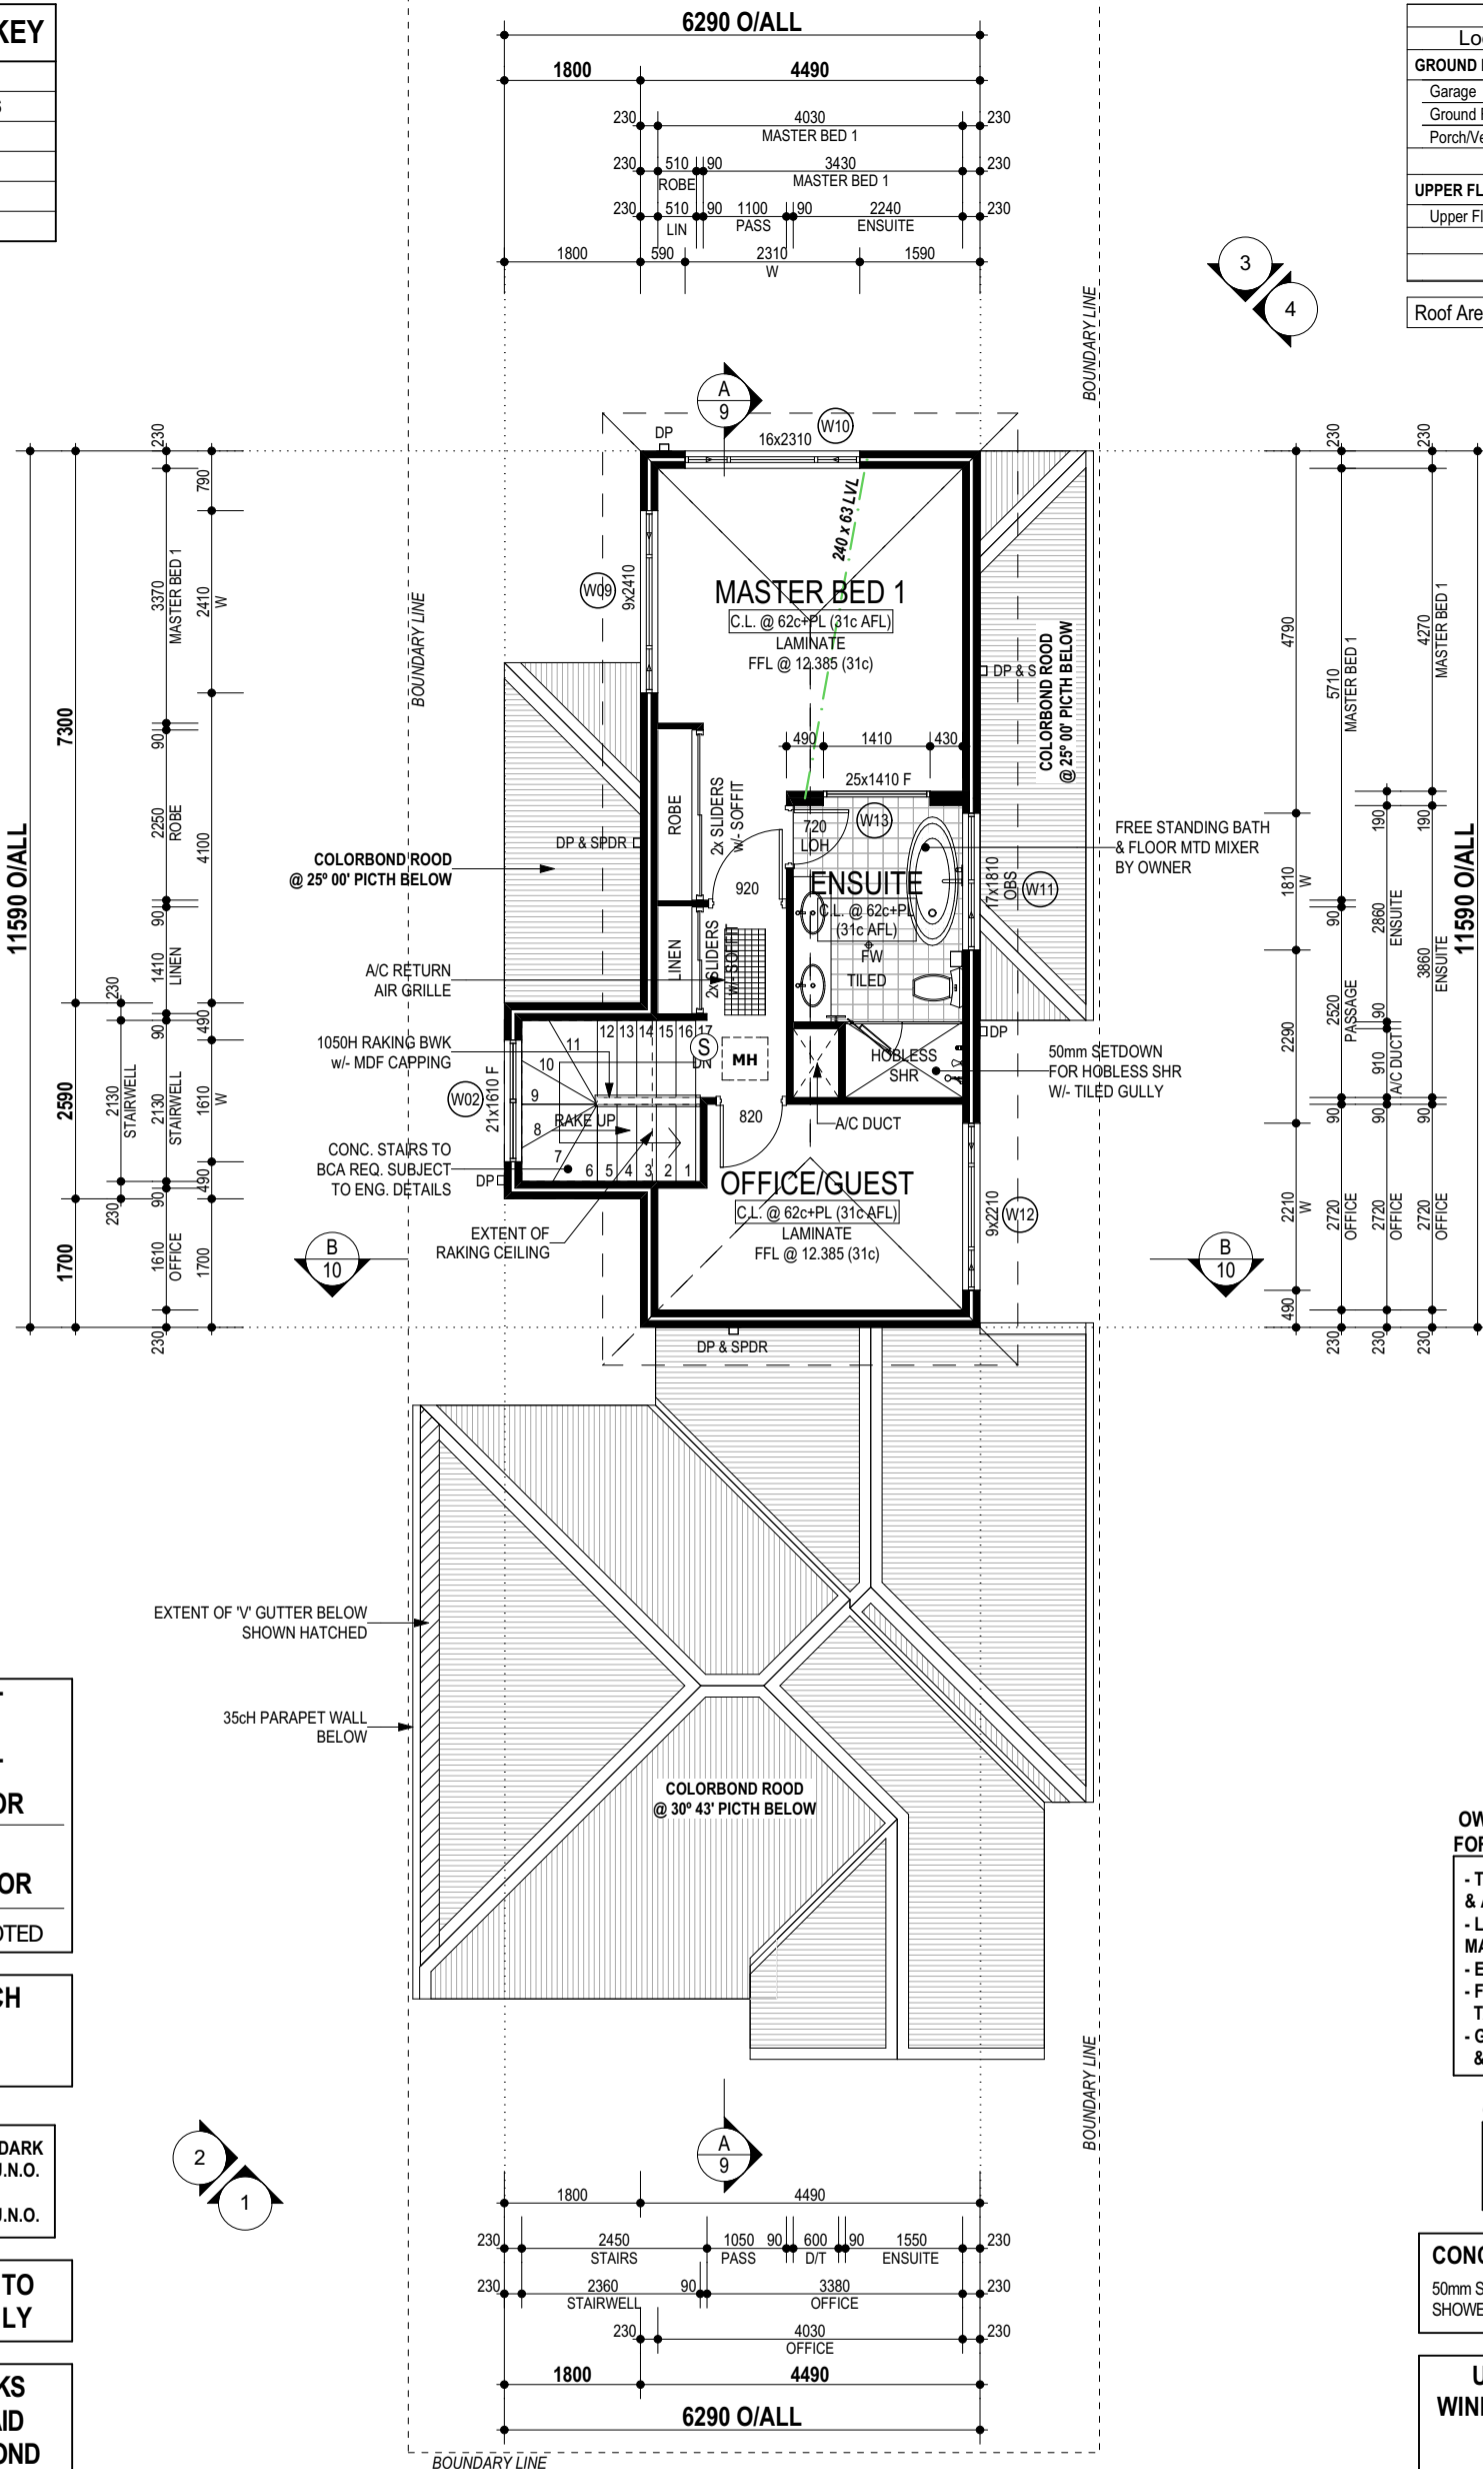 KEY
S
6290 O/ALL
1800
4490
230
4030
230
MASTER BED 1
230
510
90
3430
230
ROBE
MASTER BED 1
230
510
90
1100
90
2240
230
LIN
PASS
ENSUITE
1800
590
2310
1590
W
GROUND
Garage
Ground
Porch/Ve
Upper Fl
Roof Are
3
4
BOUNDARY LINE
A
9
DP
16x2310
W10
240 x 63 LVL
W09
9x2410
MASTER BED 1
C.L. @ 62c+PL (31c AFL)
LAMINATE
FFL @ 12.385 (31c)
BOUNDARY LINE
DP & S
COLORBOND ROOD
@ 25º 00' PICTH BELOW
490
1410
430
25x1410 F
W13
720
LOH
ROBE
2x SLIDERS
w/- SOFFIT
DP & SPDR
COLORBOND ROOD
@ 25º 00' PICTH BELOW
920
ENSUITE
C.L. @ 62c+PL
(31c AFL)
FW
TILED
17x1810
OBS
W11
FREE STANDING BATH
& FLOOR MTD MIXER
BY OWNER
LINEN
2x SLIDERS
w/- SOFFIT
A/C RETURN
AIR GRILLE
1050H RAKING BWK
w/- MDF CAPPING
12
13
14
15
16
17
11
10
9
8
7
6
5
4
3
2
1
S
DN
MH
RAKE UP
HOBLESS
SHR
DP
50mm SETDOWN
FOR HOBLESS SHR
W/- TILED GULLY
W02
21x1610 F
820
A/C DUCT
CONC. STAIRS TO
BCA REQ. SUBJECT
TO ENG. DETAILS
DP
OFFICE/GUEST
C.L. @ 62c+PL (31c AFL)
LAMINATE
FFL @ 12.385 (31c)
9x2210
W12
EXTENT OF
RAKING CEILING
B
10
B
10
DP & SPDR
11590 O/ALL
7300
2590
1700
230
2130
STAIRWELL
230
230
3370
MASTER BED 1
90
2250
ROBE
90
1410
LINEN
90
2130
STAIRWELL
90
1610
OFFICE
230
790
2410
W
4100
490
1610
W
490
1700
4790
1810
W
2290
2210
W
490
230
5710
MASTER BED 1
90
2520
PASSAGE
90
2720
OFFICE
230
190
2860
ENSUITE
90
910
A/C DUCT
90
2720
OFFICE
230
230
4270
MASTER BED 1
190
3860
ENSUITE
90
2720
OFFICE
230
11590 O/ALL
EXTENT OF 'V' GUTTER BELOW
SHOWN HATCHED
35cH PARAPET WALL
BELOW
COLORBOND ROOD
@ 30º 43' PICTH BELOW
OR
OR
OTED
CH
DARK
U.N.O.
U.N.O.
TO
LY
KS
AID
OND
FOR
&
CONC
50mm S
SHOWE
WIN
BOUNDARY LINE
A
9
2
1
1800
4490
230
2450
1050
90
600
90
1550
230
STAIRS
PASS
D/T
ENSUITE
230
2360
90
3380
230
STAIRWELL
OFFICE
230
4030
230
OFFICE
1800
4490
6290 O/ALL
BOUNDARY LINE